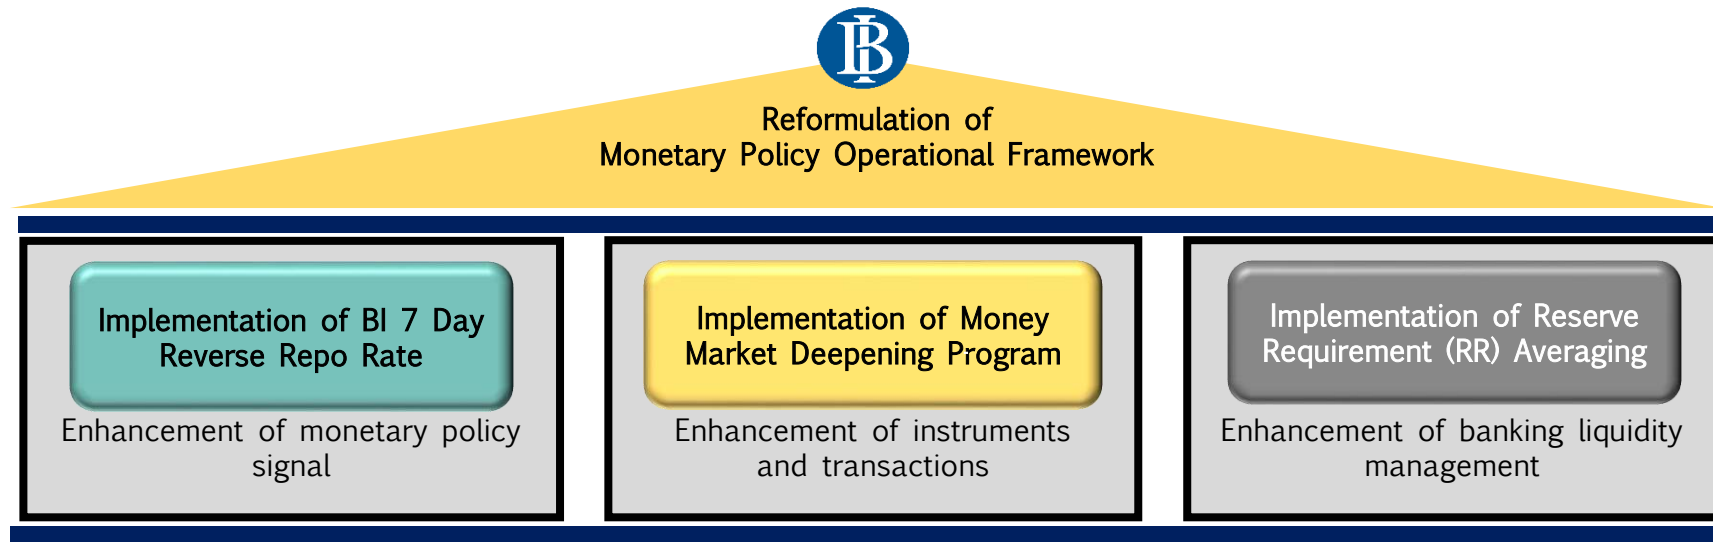 BI
Reformulation of
Monetary Policy Operational Framework
Implementation of BI 7 Day
Reverse Repo Rate
Enhancement of monetary policy
signal
Implementation of Money
Market Deepening Program
Enhancement of instruments
and transactions
Implementation of Reserve
Requirement (RR) Averaging
Enhancement of banking liquidity
management